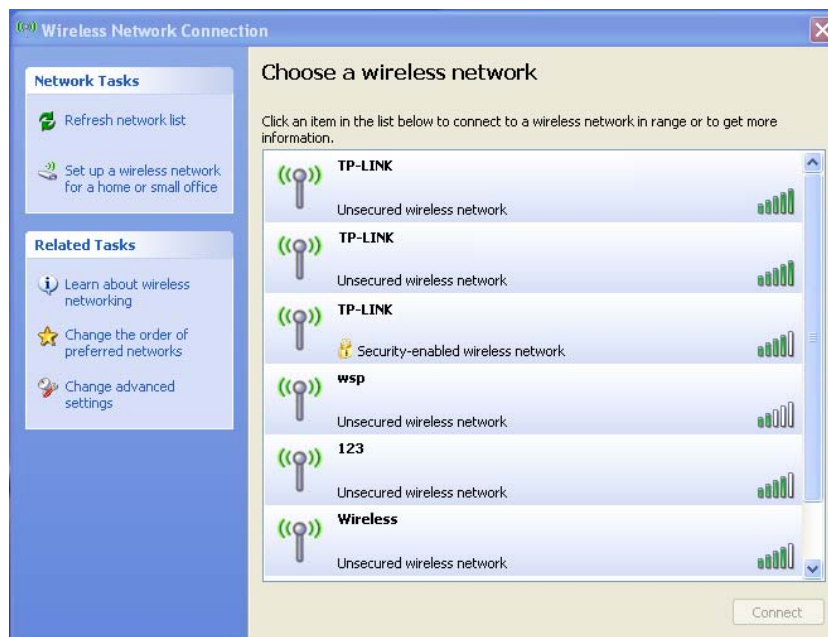 Wireless Network Connection
Network Tasks
Refresh network list
Set up a wireless network
for a home or small office
Related Tasks
Learn about wireless
networking
Change the order of
preferred networks
Change advanced
settings
Choose a wireless network
Click an item in the list below to connect to a wireless network in range or to get more
information.
TP-LINK
Unsecured wireless network
TP-LINK
Unsecured wireless network
TP-LINK
Security-enabled wireless network
wsp
Unsecured wireless network
123
Unsecured wireless network
Wireless
Unsecured wireless network
Connect